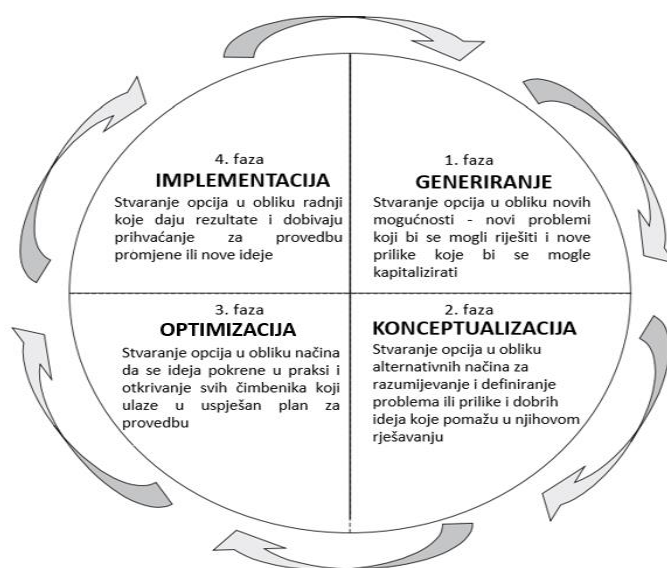 4. faza
IMPLEMENTACIJA
Stvaranje opcija u obliku radnji
koje daju rezultate i dobivaju
prihvaćanje za provedbu
promjene ili nove ideje
1. faza
GENERIRANJE
Stvaranje opcija u obliku novih
mogućnosti - novi problemi
koji bi se mogli riješiti i nove
prilike koje bi se mogle
kapitalizirati
3. faza
OPTIMIZACIJA
Stvaranje opcija u obliku načina
da se ideja pokrene u praksi i
otkrivanje svih čimbenika koji
ulaze u uspješan plan za
provedbu
2. faza
KONCEPTUALIZACIJA
Stvaranje opcija u obliku
alternativnih načina za
razumijevanje i definiranje
problema ili prilike i dobrih
ideja koje pomažu u njihovom
rješavanju